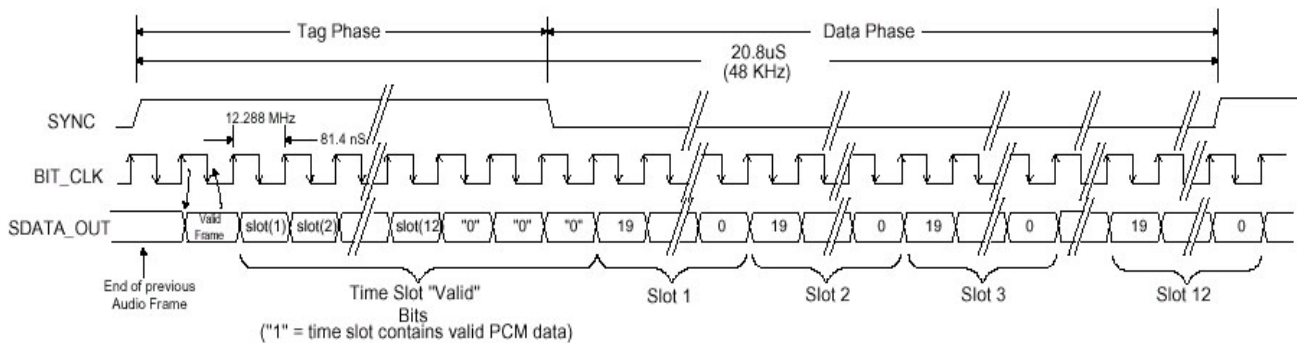 Tag Phase
Data Phase
20.8uS
(48 KHz)
SYNC
12.288 MHz
81.4 nS
BIT_CLK
SDATA_OUT
Valid
Frame
slot(1)
slot(2)
slot(12
"0"
"0"
"0"
19
0
19
0
19
0
19
0
End of previous
Audio Frame
Time Slot "Valid"
Bits
("1" = time slot contains valid PCM data)
Slot 1
Slot 2
Slot 3
Slot 12